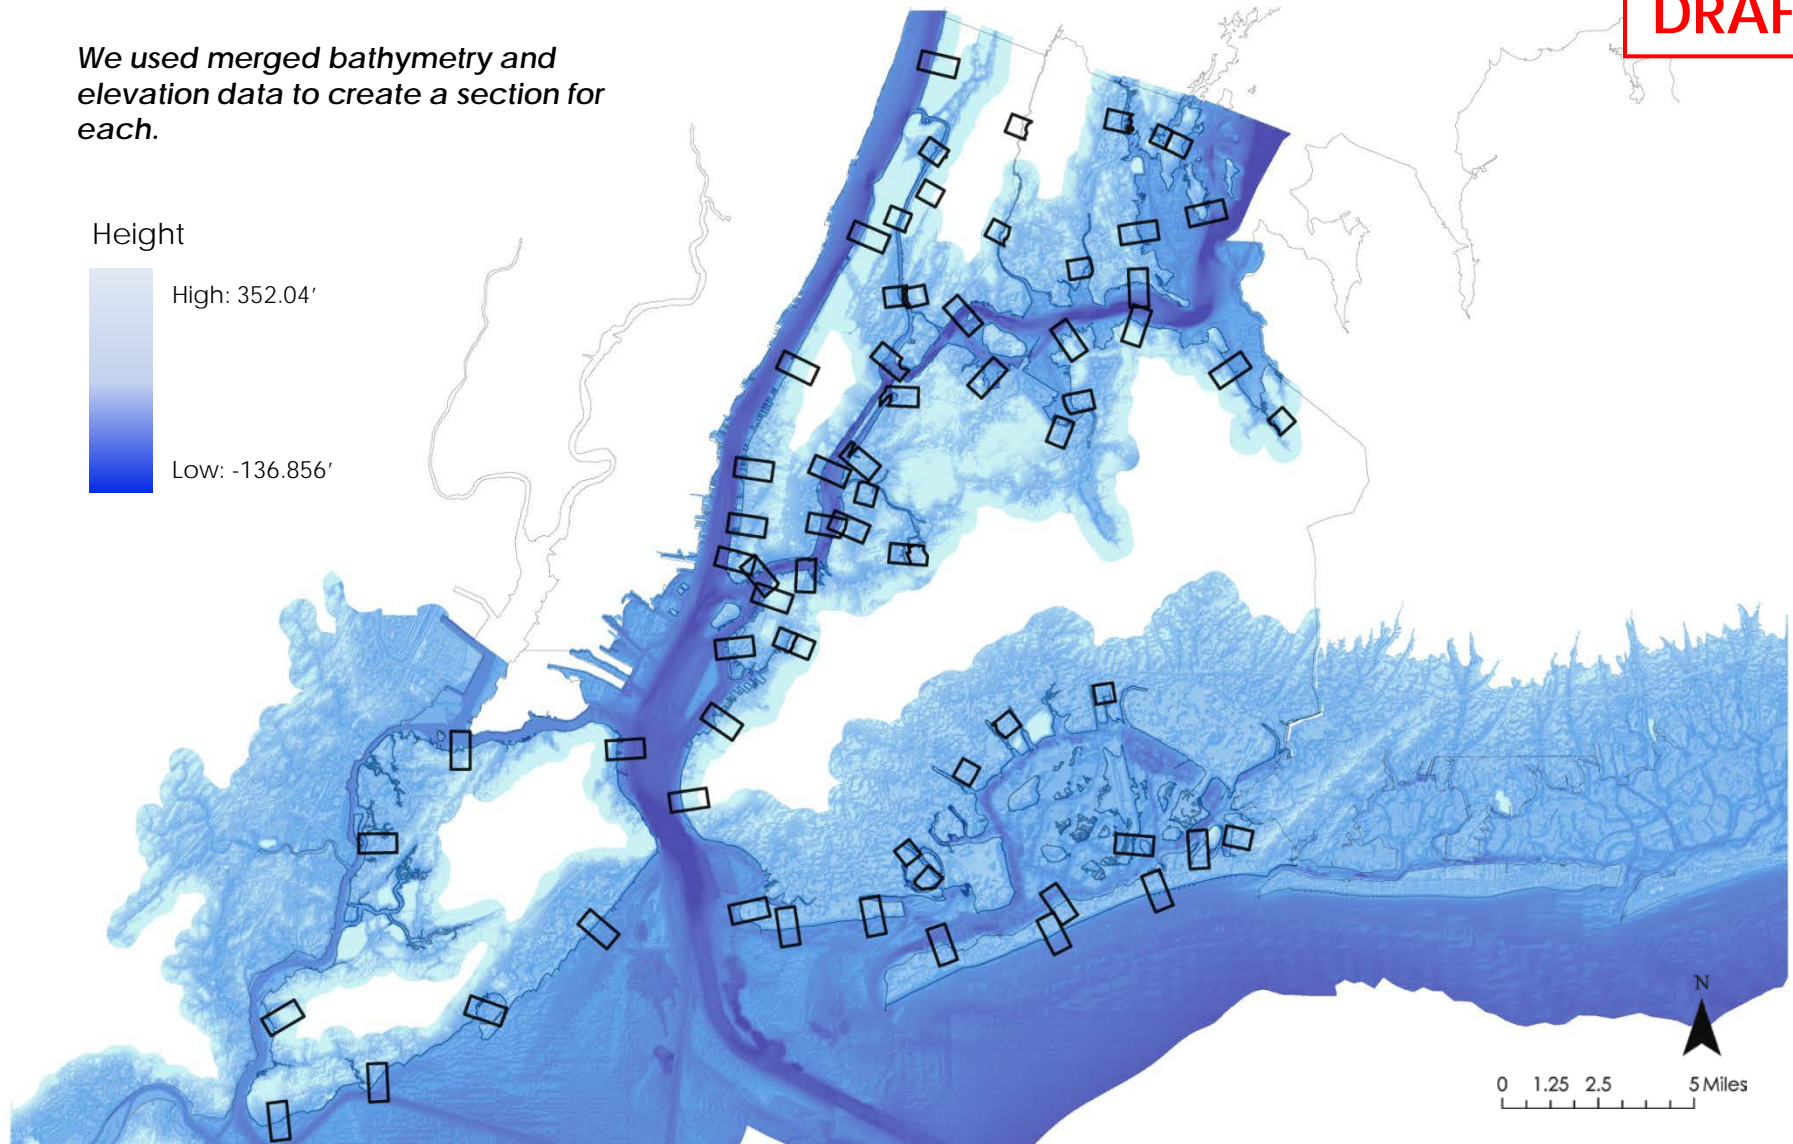 DRAF
We used merged bathymetry and
elevation data to create a section for
each.
Height
High: 352.04'
Low: -136.856'
N
0 1.25 2.5 5 Miles